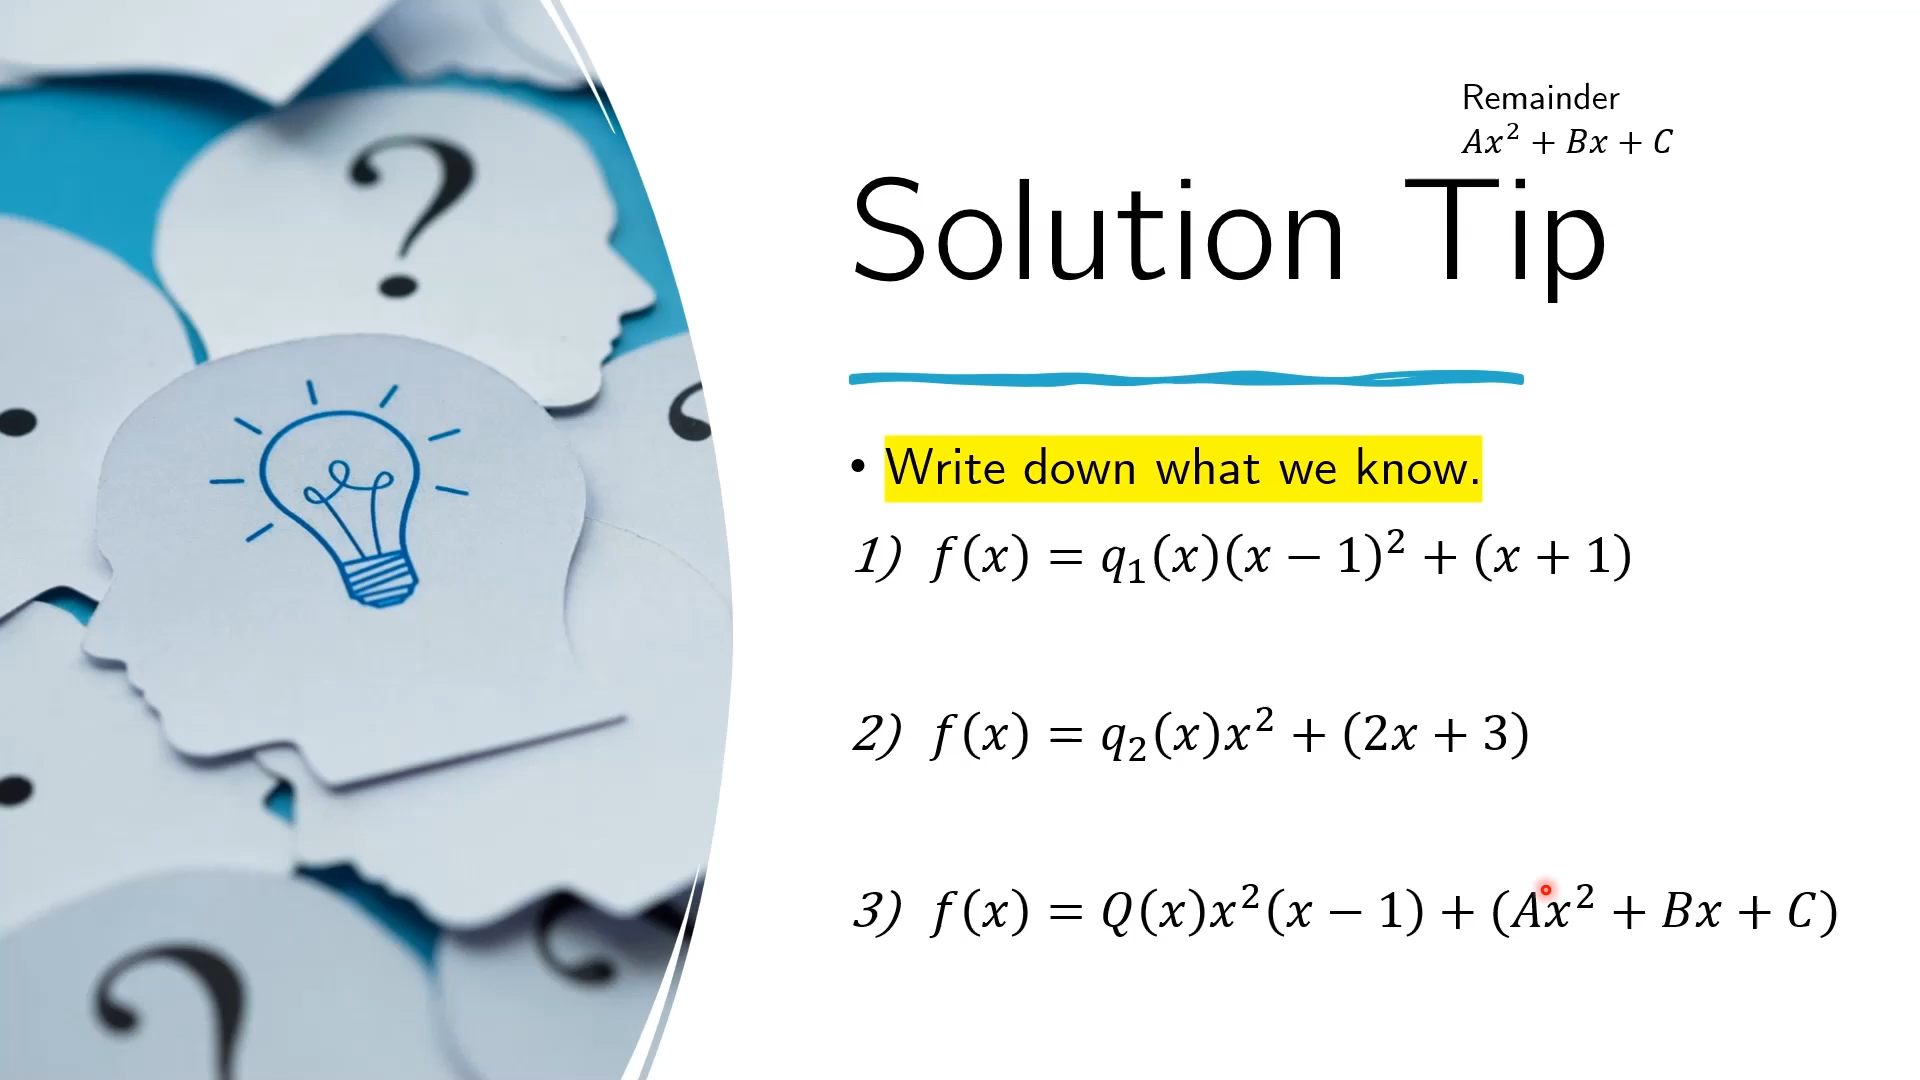 Remainder
Ax² + Bx + C
Solution Tip
• Write down what we know.
1) f(x) = q₁(x)(x − 1)² + (x + 1)
2) f(x) = q₂(x)x² + (2x + 3)
3) f(x) = Q(x)x²(x − 1) + (Ax² + Bx + C)